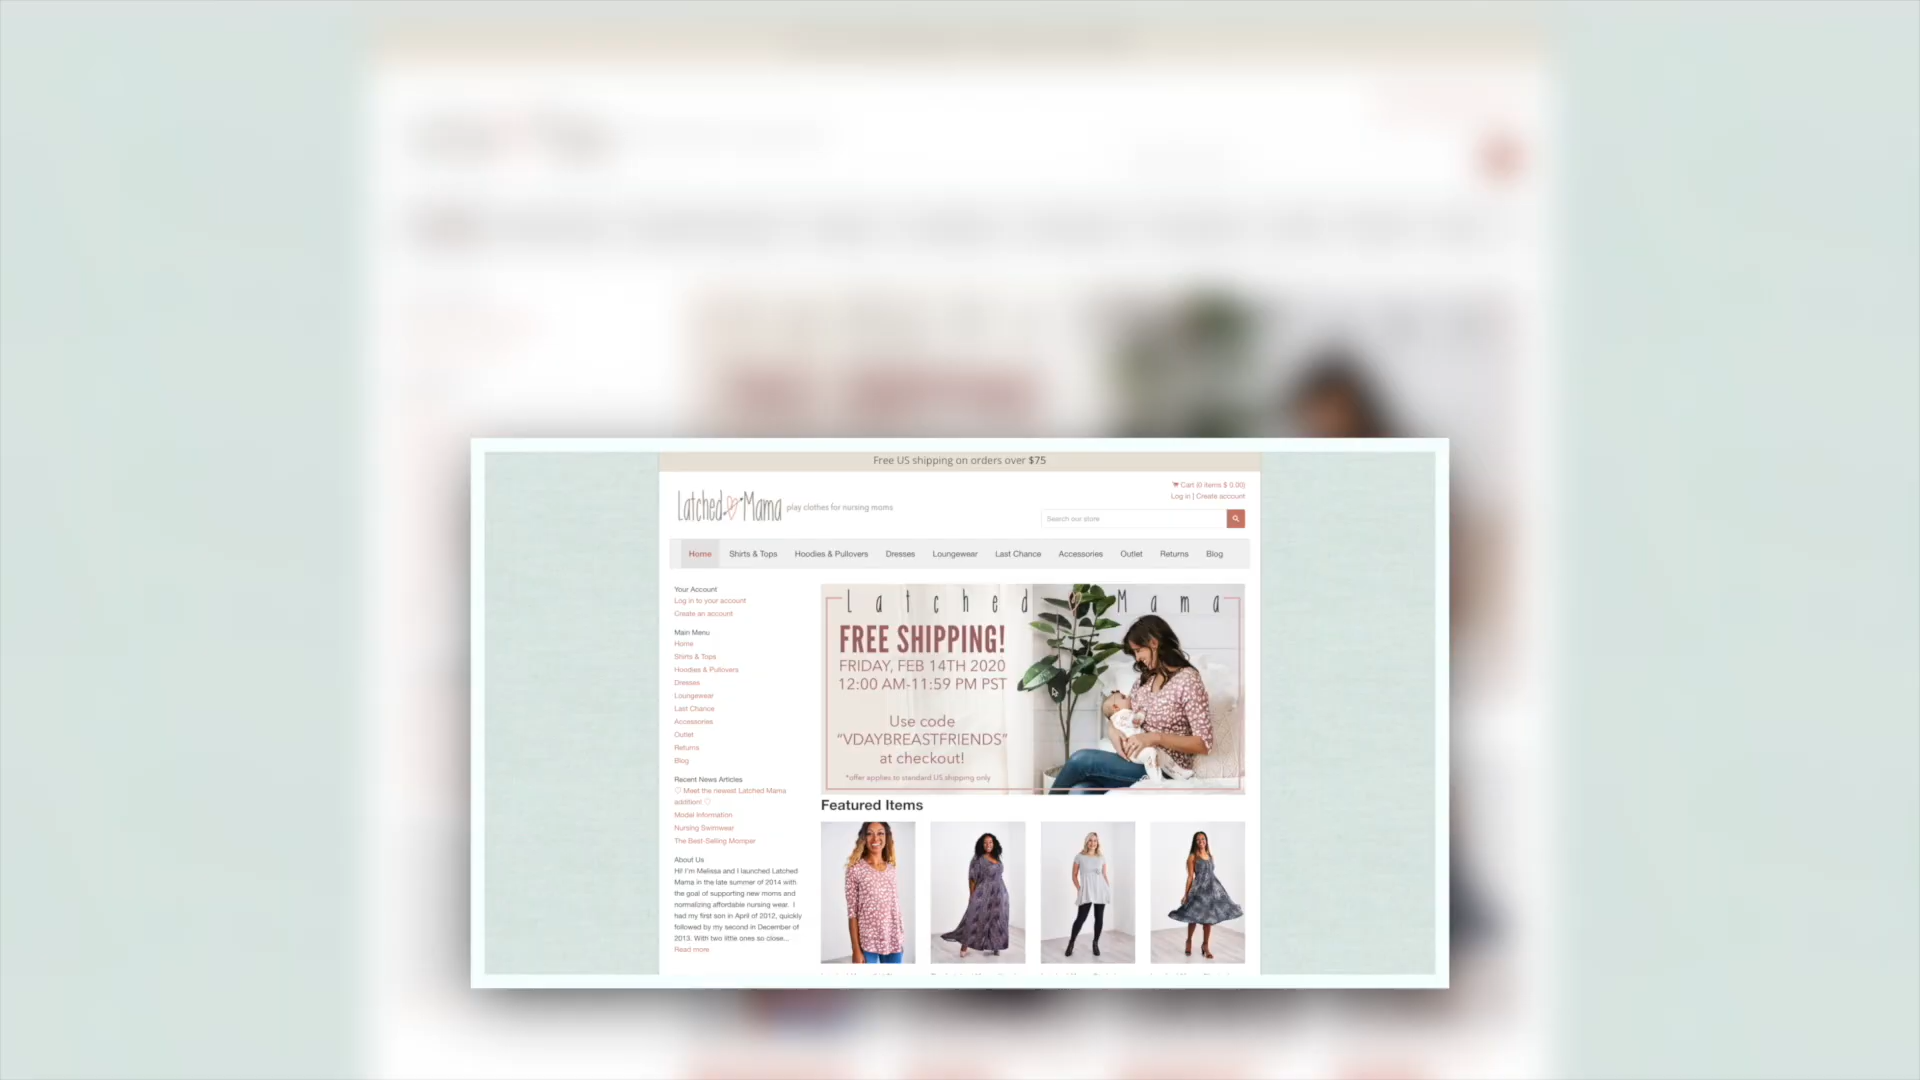 Free US shipping on orders over $75
Cart (0 items $ 0.00)
Log in | Create account
Latched Mama play clothes for nursing moms
Search our store
Home Shirts & Tops Hoodies & Pullovers Dresses Loungewear Last Chance Accessories Outlet Returns Blog
Your Account
Log in to your account
Create an account
Main Menu
Home
Shirts & Tops
Hoodies & Pullovers
Dresses
Loungewear
Last Chance
Accessories
Outlet
Returns
Blog
Recent News Articles
♡ Meet the newest Latched Mama
addition! ♡
Model Information
Nursing Swimwear
The Best-Selling Momper
About Us
Hi! I'm Melissa and I launched Latched
Mama in the late summer of 2014 with
the goal of supporting new moms and
normalizing affordable nursing wear. I
had my first son in April of 2012, quickly
followed by my second in December of
2013. With two little ones so close...
Read more
Latched Mama
FREE SHIPPING!
FRIDAY, FEB 14TH 2020
12:00 AM-11:59 PM PST
Use code
"VDAYBREASTFRIENDS"
at checkout!
*offer applies to standard US shipping only
Featured Items